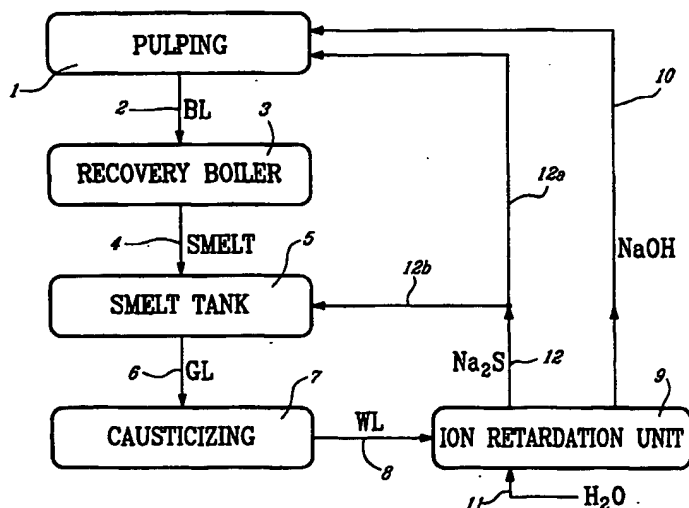 PULPING
1
10
2
BL
3
RECOVERY BOILER
12a
4
SMELT
5
NaOH
12b
SMELT TANK
6
GL
Na₂S
12
7
9
CAUSTICIZING
WL
8
ION RETARDATION UNIT
11
H₂O